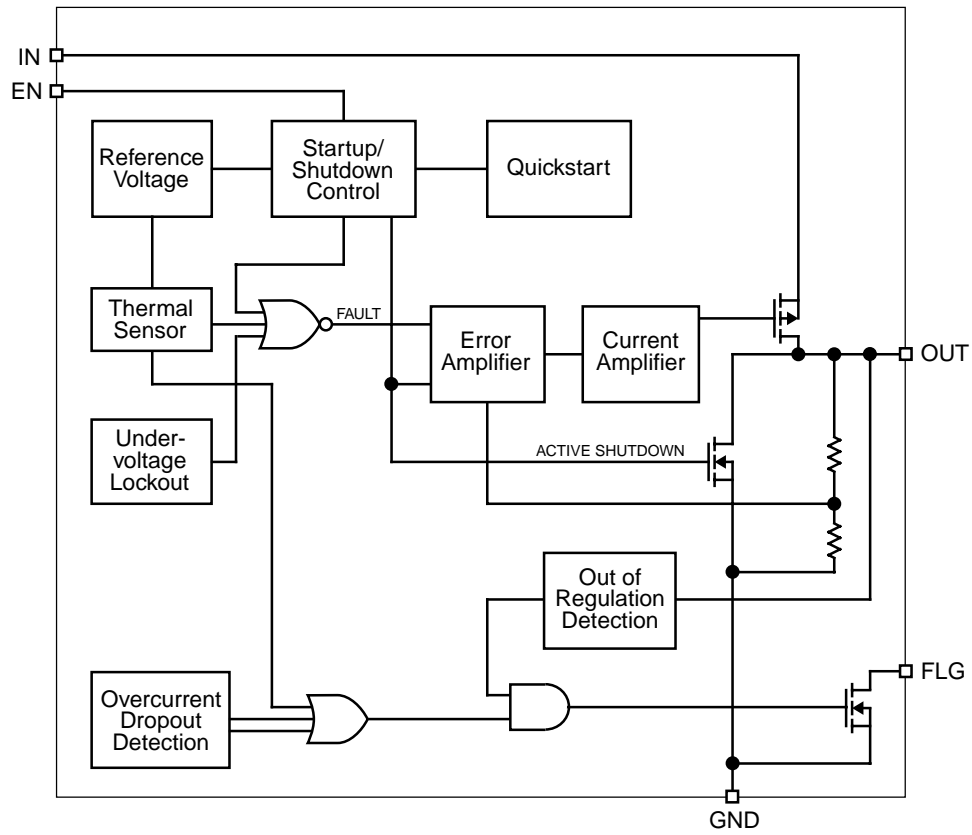 IN
EN
Reference
Voltage
Startup/
Shutdown
Control
Quickstart
Thermal
Sensor
FAULT
Error
Amplifier
Current
Amplifier
OUT
Under-
voltage
Lockout
ACTIVE SHUTDOWN
Out of
Regulation
Detection
Overcurrent
Dropout
Detection
FLG
GND